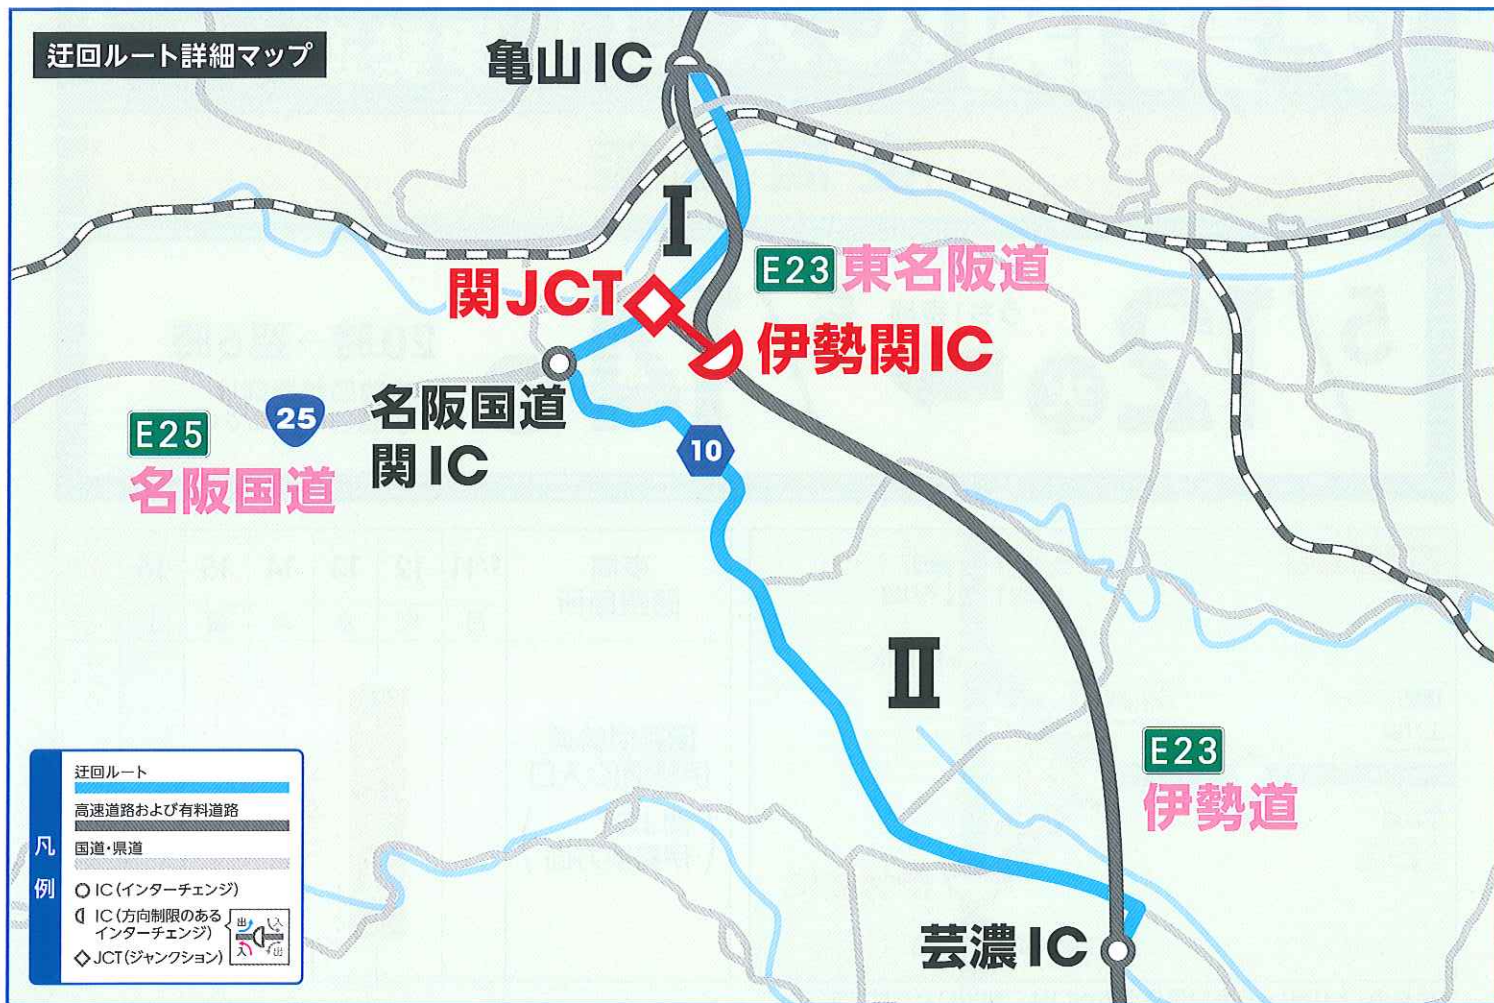 迂回ルート詳細マップ
亀山IC
I
E23 東名阪道
関JCT
伊勢関IC
名阪国道
関IC
25
E25
名阪国道
10
II
E23
伊勢道
芸濃IC
凡例
迂回ルート
高速道路および有料道路
国道・県道
IC(インターチェンジ)
IC(方向制限のある
インターチェンジ)
出 入
入 出
JCT(ジャンクション)